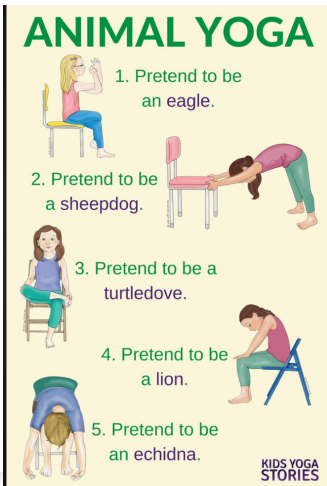 ANIMAL YOGA
1. Pretend to be
an eagle.
2. Pretend to be
a sheepdog.
3. Pretend to be a
turtledove.
4. Pretend to be
a lion.
5. Pretend to be
an echidna.
KIDS YOGA
STORIES